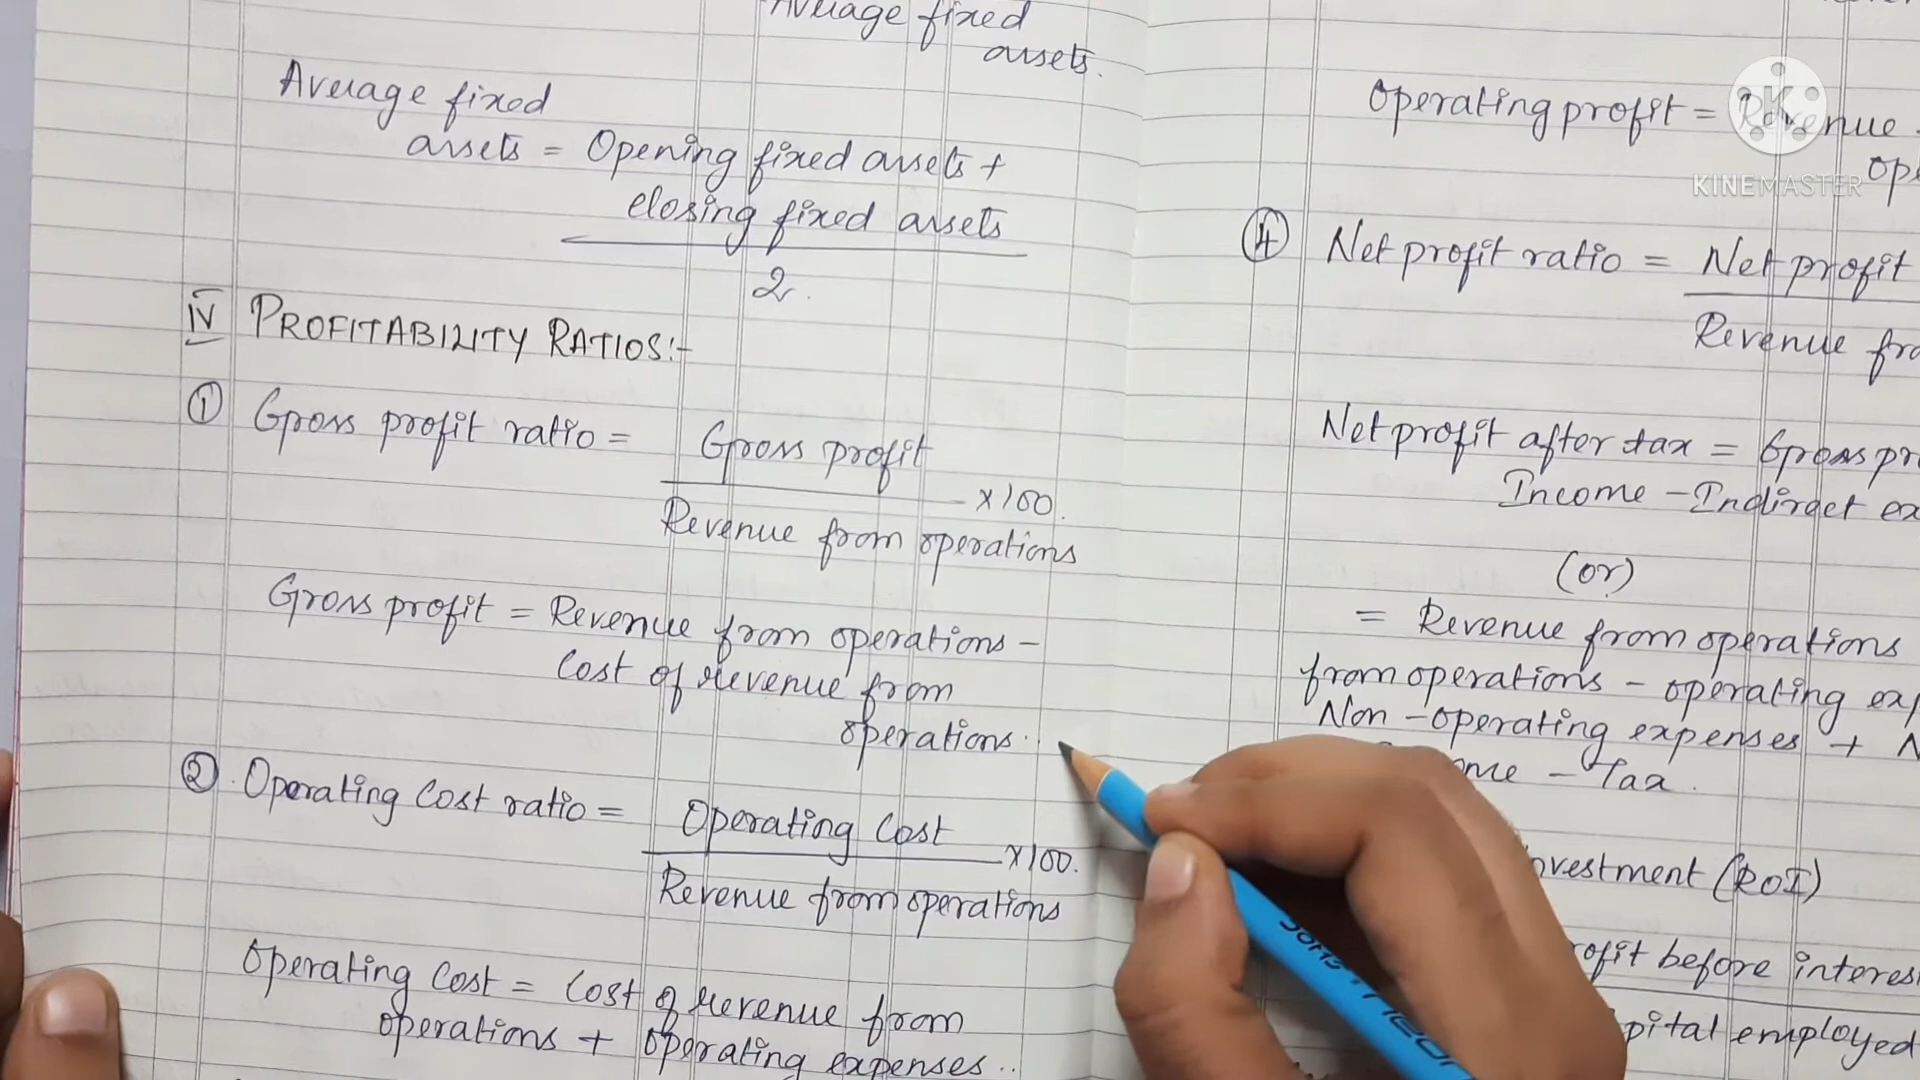 Average fixed
assets.
Average fixed
assets = Opening fixed assets +
closing fixed assets
2.
IV PROFITABILITY RATIOS:-
① Gross profit ratio = Gross profit
x100.
Revenue from operations
Gross profit = Revenue from operations -
Cost of revenue from
operations.
② Operating Cost ratio = Operating Cost
x100.
Revenue from operations
Operating Cost = Cost of revenue from
operations + operating expenses..
Operating profit = Revenue -
KINEMASTER
④ Net profit ratio = Net profit
Revenue
Net profit after tax = Gross
Income - Indirect
(or)
= Revenue from operations
from operations - operating
Non-operating expenses +
- Tax.
(ROI)
before
employed